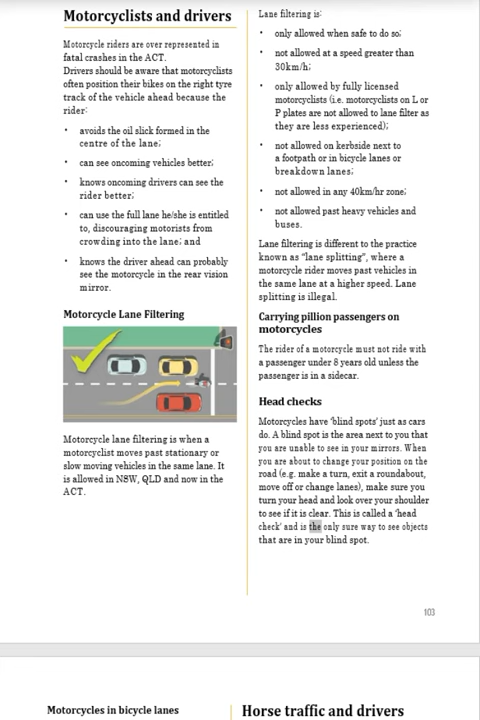 Motorcyclists and drivers
Motorcycle riders are over represented in
fatal crashes in the ACT.
Drivers should be aware that motorcyclists
often position their bikes on the right tyre
track of the vehicle ahead because the
rider:
• avoids the oil slick formed in the
centre of the lane;
• can see oncoming vehicles better;
• knows oncoming drivers can see the
rider better;
• can use the full lane he/she is entitled
to, discouraging motorists from
crowding into the lane; and
• knows the driver ahead can probably
see the motorcycle in the rear vision
mirror.
Motorcycle Lane Filtering
Motorcycle lane filtering is when a
motorcyclist moves past stationary or
slow moving vehicles in the same lane. It
is allowed in NSW, QLD and now in the
ACT.
Lane filtering is:
• only allowed when safe to do so;
• not allowed at a speed greater than
30km/h;
• only allowed by fully licensed
motorcyclists (i.e. motorcyclists on L or
P plates are not allowed to lane filter as
they are less experienced);
• not allowed on kerbside next to
a footpath or in bicycle lanes or
breakdown lanes;
• not allowed in any 40km/hr zone;
• not allowed past heavy vehicles and
buses.
Lane filtering is different to the practice
known as "lane splitting", where a
motorcycle rider moves past vehicles in
the same lane at a higher speed. Lane
splitting is illegal.
Carrying pillion passengers on
motorcycles
The rider of a motorcycle must not ride with
a passenger under 8 years old unless the
passenger is in a sidecar.
Head checks
Motorcycles have 'blind spots' just as cars
do. A blind spot is the area next to you that
you are unable to see in your mirrors. When
you are about to change your position on the
road (e.g. make a turn, exit a roundabout,
move off or change lanes), make sure you
turn your head and look over your shoulder
to see if it is clear. This is called a 'head
check' and is the only sure way to see objects
that are in your blind spot.
103
Motorcycles in bicycle lanes
Horse traffic and drivers